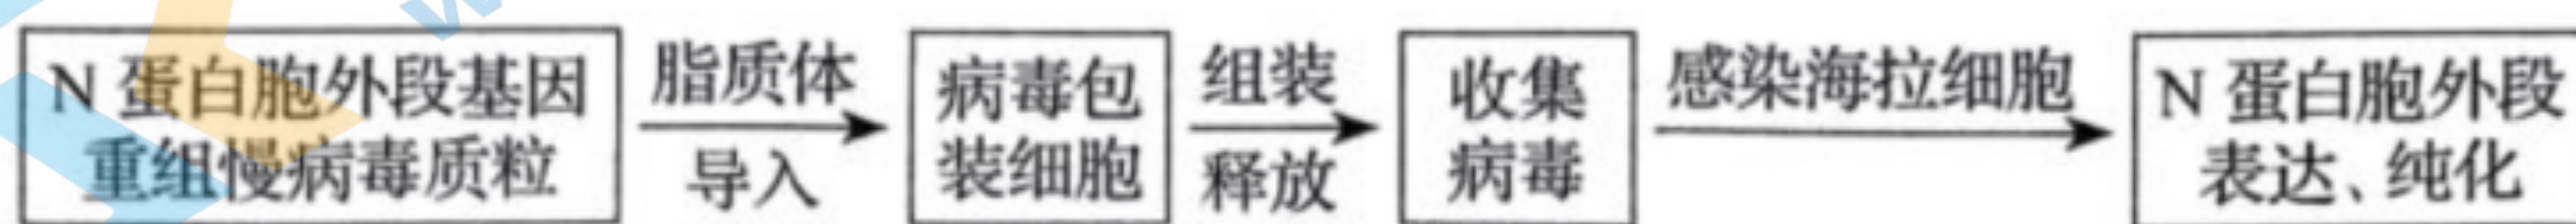 N 蛋白胞外段基因
重组慢病毒质粒
脂质体
导入
病毒包
装细胞
组装
释放
收集
病毒
感染海拉细胞
N 蛋白胞外段
表达、纯化